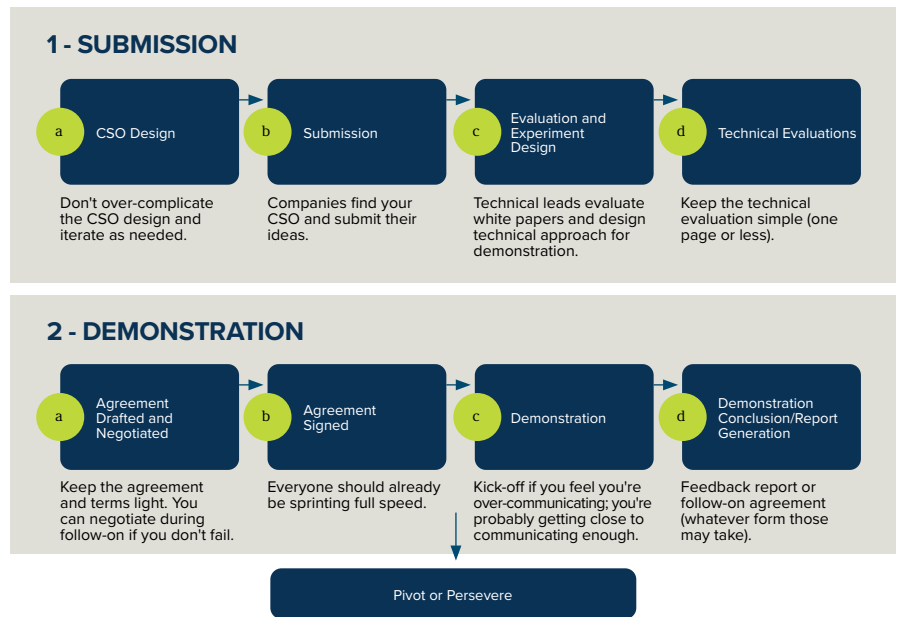 1 - SUBMISSION
a
CSO Design
b
Submission
c
Evaluation and
Experiment
Design
d
Technical Evaluations
Don't over-complicate
the CSO design and
iterate as needed.
Companies find your
CSO and submit their
ideas.
Technical leads evaluate
white papers and design
technical approach for
demonstration.
Keep the technical
evaluation simple (one
page or less).
2 - DEMONSTRATION
a
Agreement
Drafted and
Negotiated
b
Agreement
Signed
c
Demonstration
d
Demonstration
Conclusion/Report
Generation
Keep the agreement
and terms light. You
can negotiate during
follow-on if you don't fail.
Everyone should already
be sprinting full speed.
Kick-off if you feel you're
over-communicating; you're
probably getting close to
communicating enough.
Feedback report or
follow-on agreement
(whatever form those
may take).
Pivot or Persevere